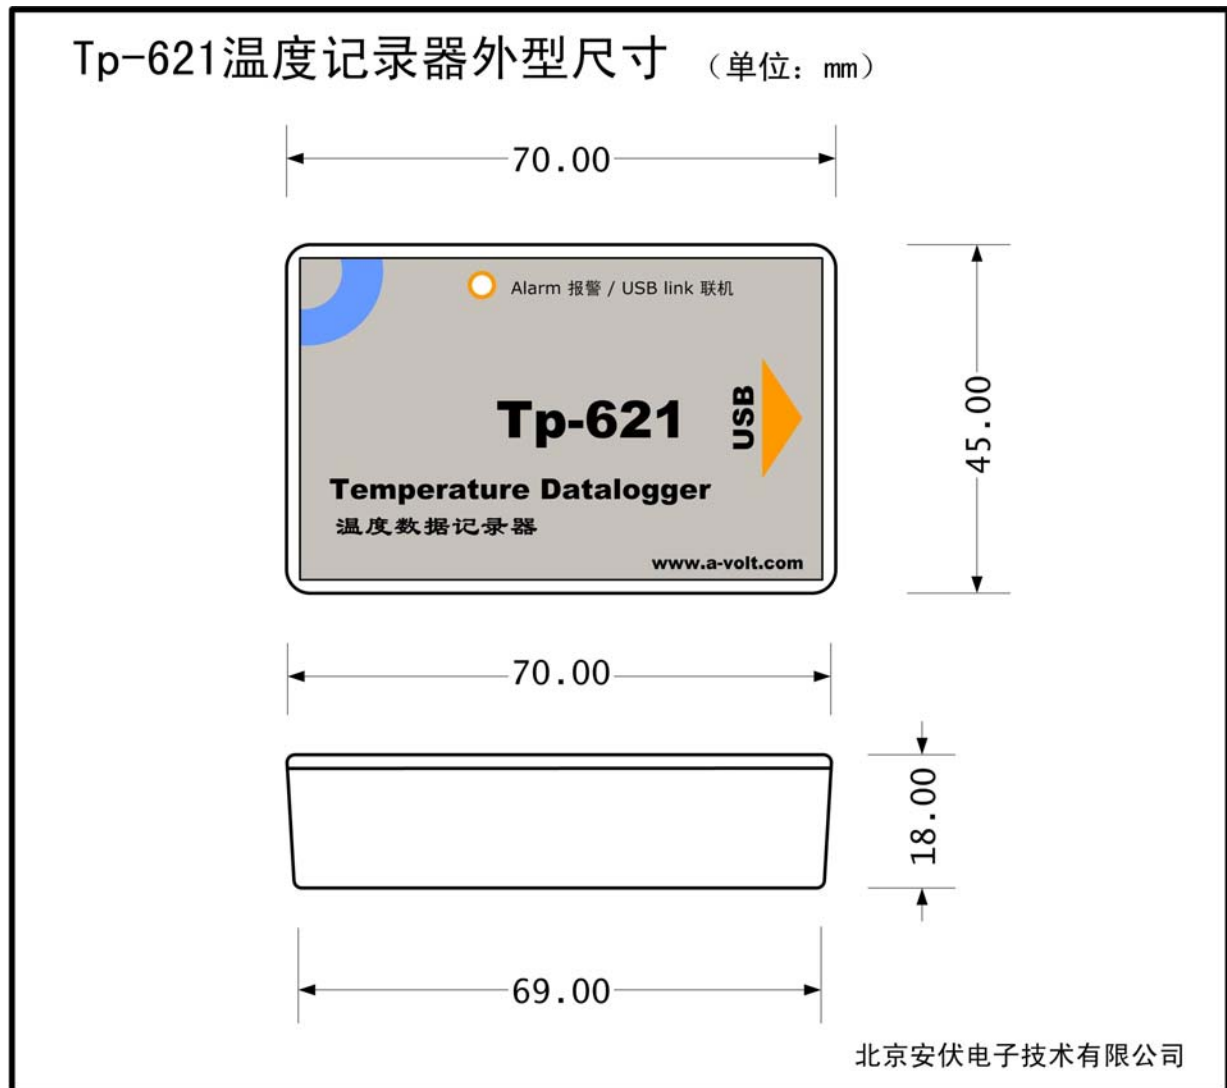 Tp-621温度记录器外型尺寸 （单位：mm）
70.00
Alarm 报警 / USB link 联机
45.00
Tp-621
USB
Temperature Datalogger
温度数据记录器
www.a-volt.com
70.00
18.00
69.00
北京安伏电子技术有限公司